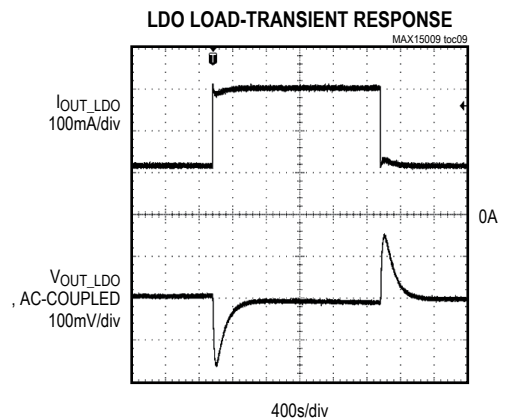 LDO LOAD-TRANSIENT RESPONSE
MAX15009 toc09
T
IOUT_LDO
100mA/div
0A
VOUT_LDO
, AC-COUPLED
100mV/div
400s/div